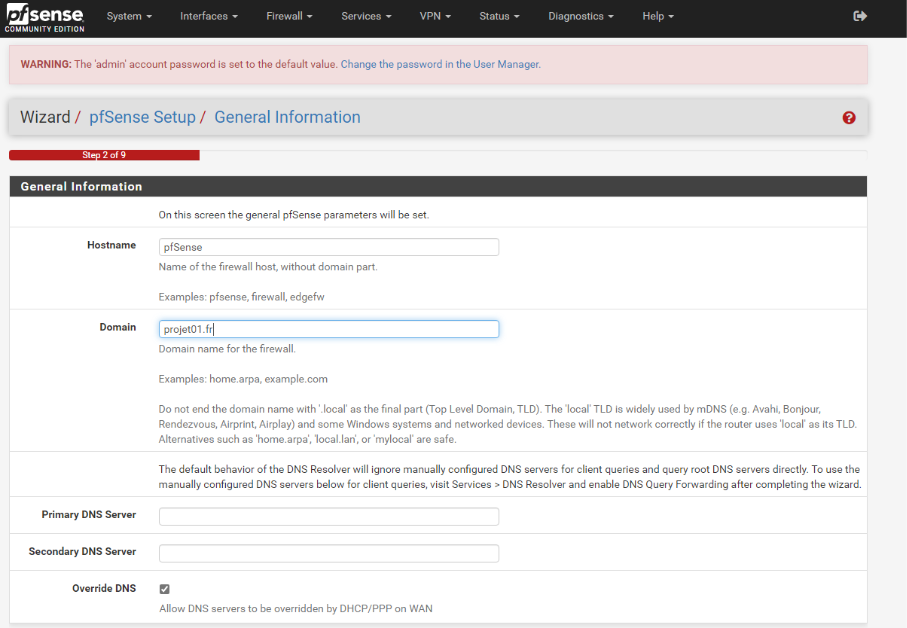 pfsense
COMMUNITY EDITION
System Interfaces Firewall Services VPN Status Diagnostics Help
WARNING: The 'admin' account password is set to the default value. Change the password in the User Manager.
Wizard / pfSense Setup / General Information
Step 2 of 9
General Information
On this screen the general pfSense parameters will be set.
Hostname pfSense
Name of the firewall host, without domain part.
Examples: pfsense, firewall, edgefw
Domain projet01.fr
Domain name for the firewall.
Examples: home.arpa, example.com
Do not end the domain name with '.local' as the final part (Top Level Domain, TLD). The 'local' TLD is widely used by mDNS (e.g. Avahi, Bonjour,
Rendezvous, Airprint, Airplay) and some Windows systems and networked devices. These will not network correctly if the router uses 'local' as its TLD.
Alternatives such as 'home.arpa', 'local.lan', or 'mylocal' are safe.
The default behavior of the DNS Resolver will ignore manually configured DNS servers for client queries and query root DNS servers directly. To use the
manually configured DNS servers below for client queries, visit Services > DNS Resolver and enable DNS Query Forwarding after completing the wizard.
Primary DNS Server
Secondary DNS Server
Override DNS
Allow DNS servers to be overridden by DHCP/PPP on WAN